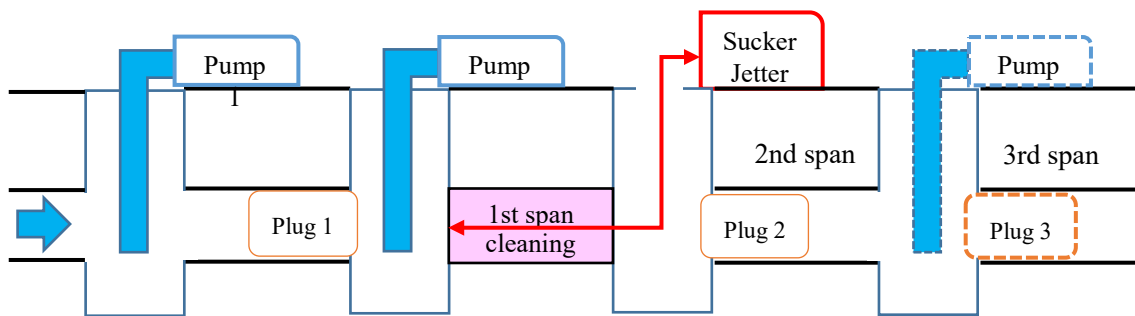 Pump
1
Pump
Sucker
Jetter
Pump
2nd span
3rd span
Plug 1
1st span
cleaning
Plug 2
Plug 3